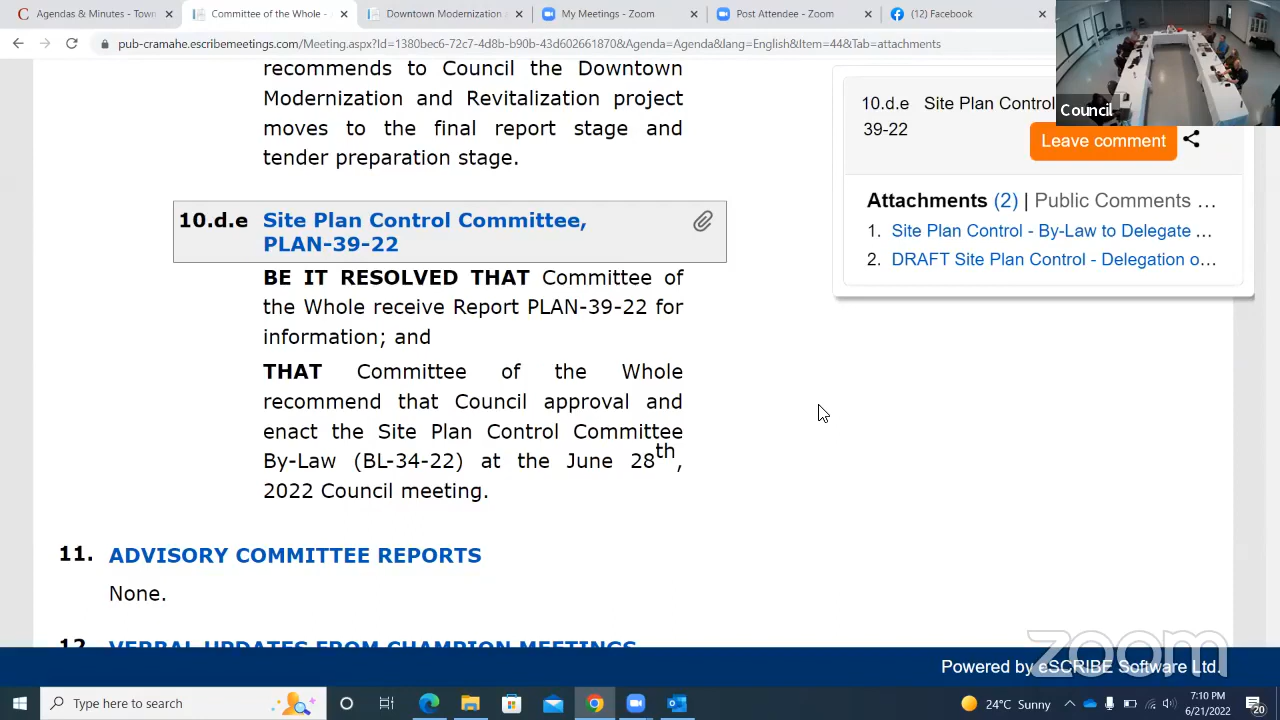 Agendas & Minutes - Town
Committee of the Whole -
Downtown Modernization
My Meetings - Zoom
Post Attendee - Zoom
(12) Facebook
pub-cramahe.escribemeetings.com/Meeting.aspx?Id=1380bec6-72c7-4d8b-b90b-43d602661870&Agenda=Agenda&lang=English&Item=44&Tab=attachments
Council
recommends to Council the Downtown
Modernization and Revitalization project
moves to the final report stage and
tender preparation stage.
10.d.e Site Plan Control Committee,
PLAN-39-22
BE IT RESOLVED THAT Committee of
the Whole receive Report PLAN-39-22 for
information; and
THAT Committee of the Whole
recommend that Council approval and
enact the Site Plan Control Committee
By-Law (BL-34-22) at the June 28th,
2022 Council meeting.
11. ADVISORY COMMITTEE REPORTS
None.
12. VERBAL UPDATES FROM CHAMPION MEETINGS
10.d.e Site Plan Control
39-22
Leave comment
Attachments (2) | Public Comments ...
1. Site Plan Control - By-Law to Delegate ...
2. DRAFT Site Plan Control - Delegation o...
zoom
Powered by eSCRIBE Software Ltd.
Type here to search
24°C Sunny
7:10 PM
6/21/2022
20